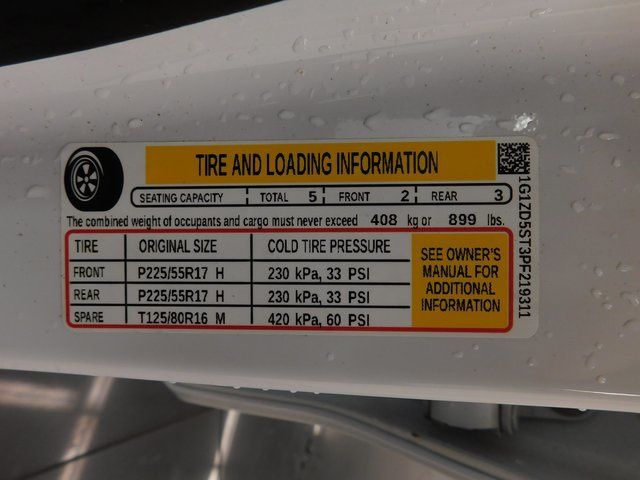 TIRE AND LOADING INFORMATION
SEATING CAPACITY TOTAL 5 FRONT 2 REAR 3
The combined weight of occupants and cargo must never exceed 408 kg or 899 lbs.
TIRE ORIGINAL SIZE COLD TIRE PRESSURE
FRONT P225/55R17 H 230 kPa, 33 PSI
REAR P225/55R17 H 230 kPa, 33 PSI
SPARE T125/80R16 M 420 kPa, 60 PSI
SEE OWNER'S
MANUAL FOR
ADDITIONAL
INFORMATION
1G1ZD5ST3PF219311